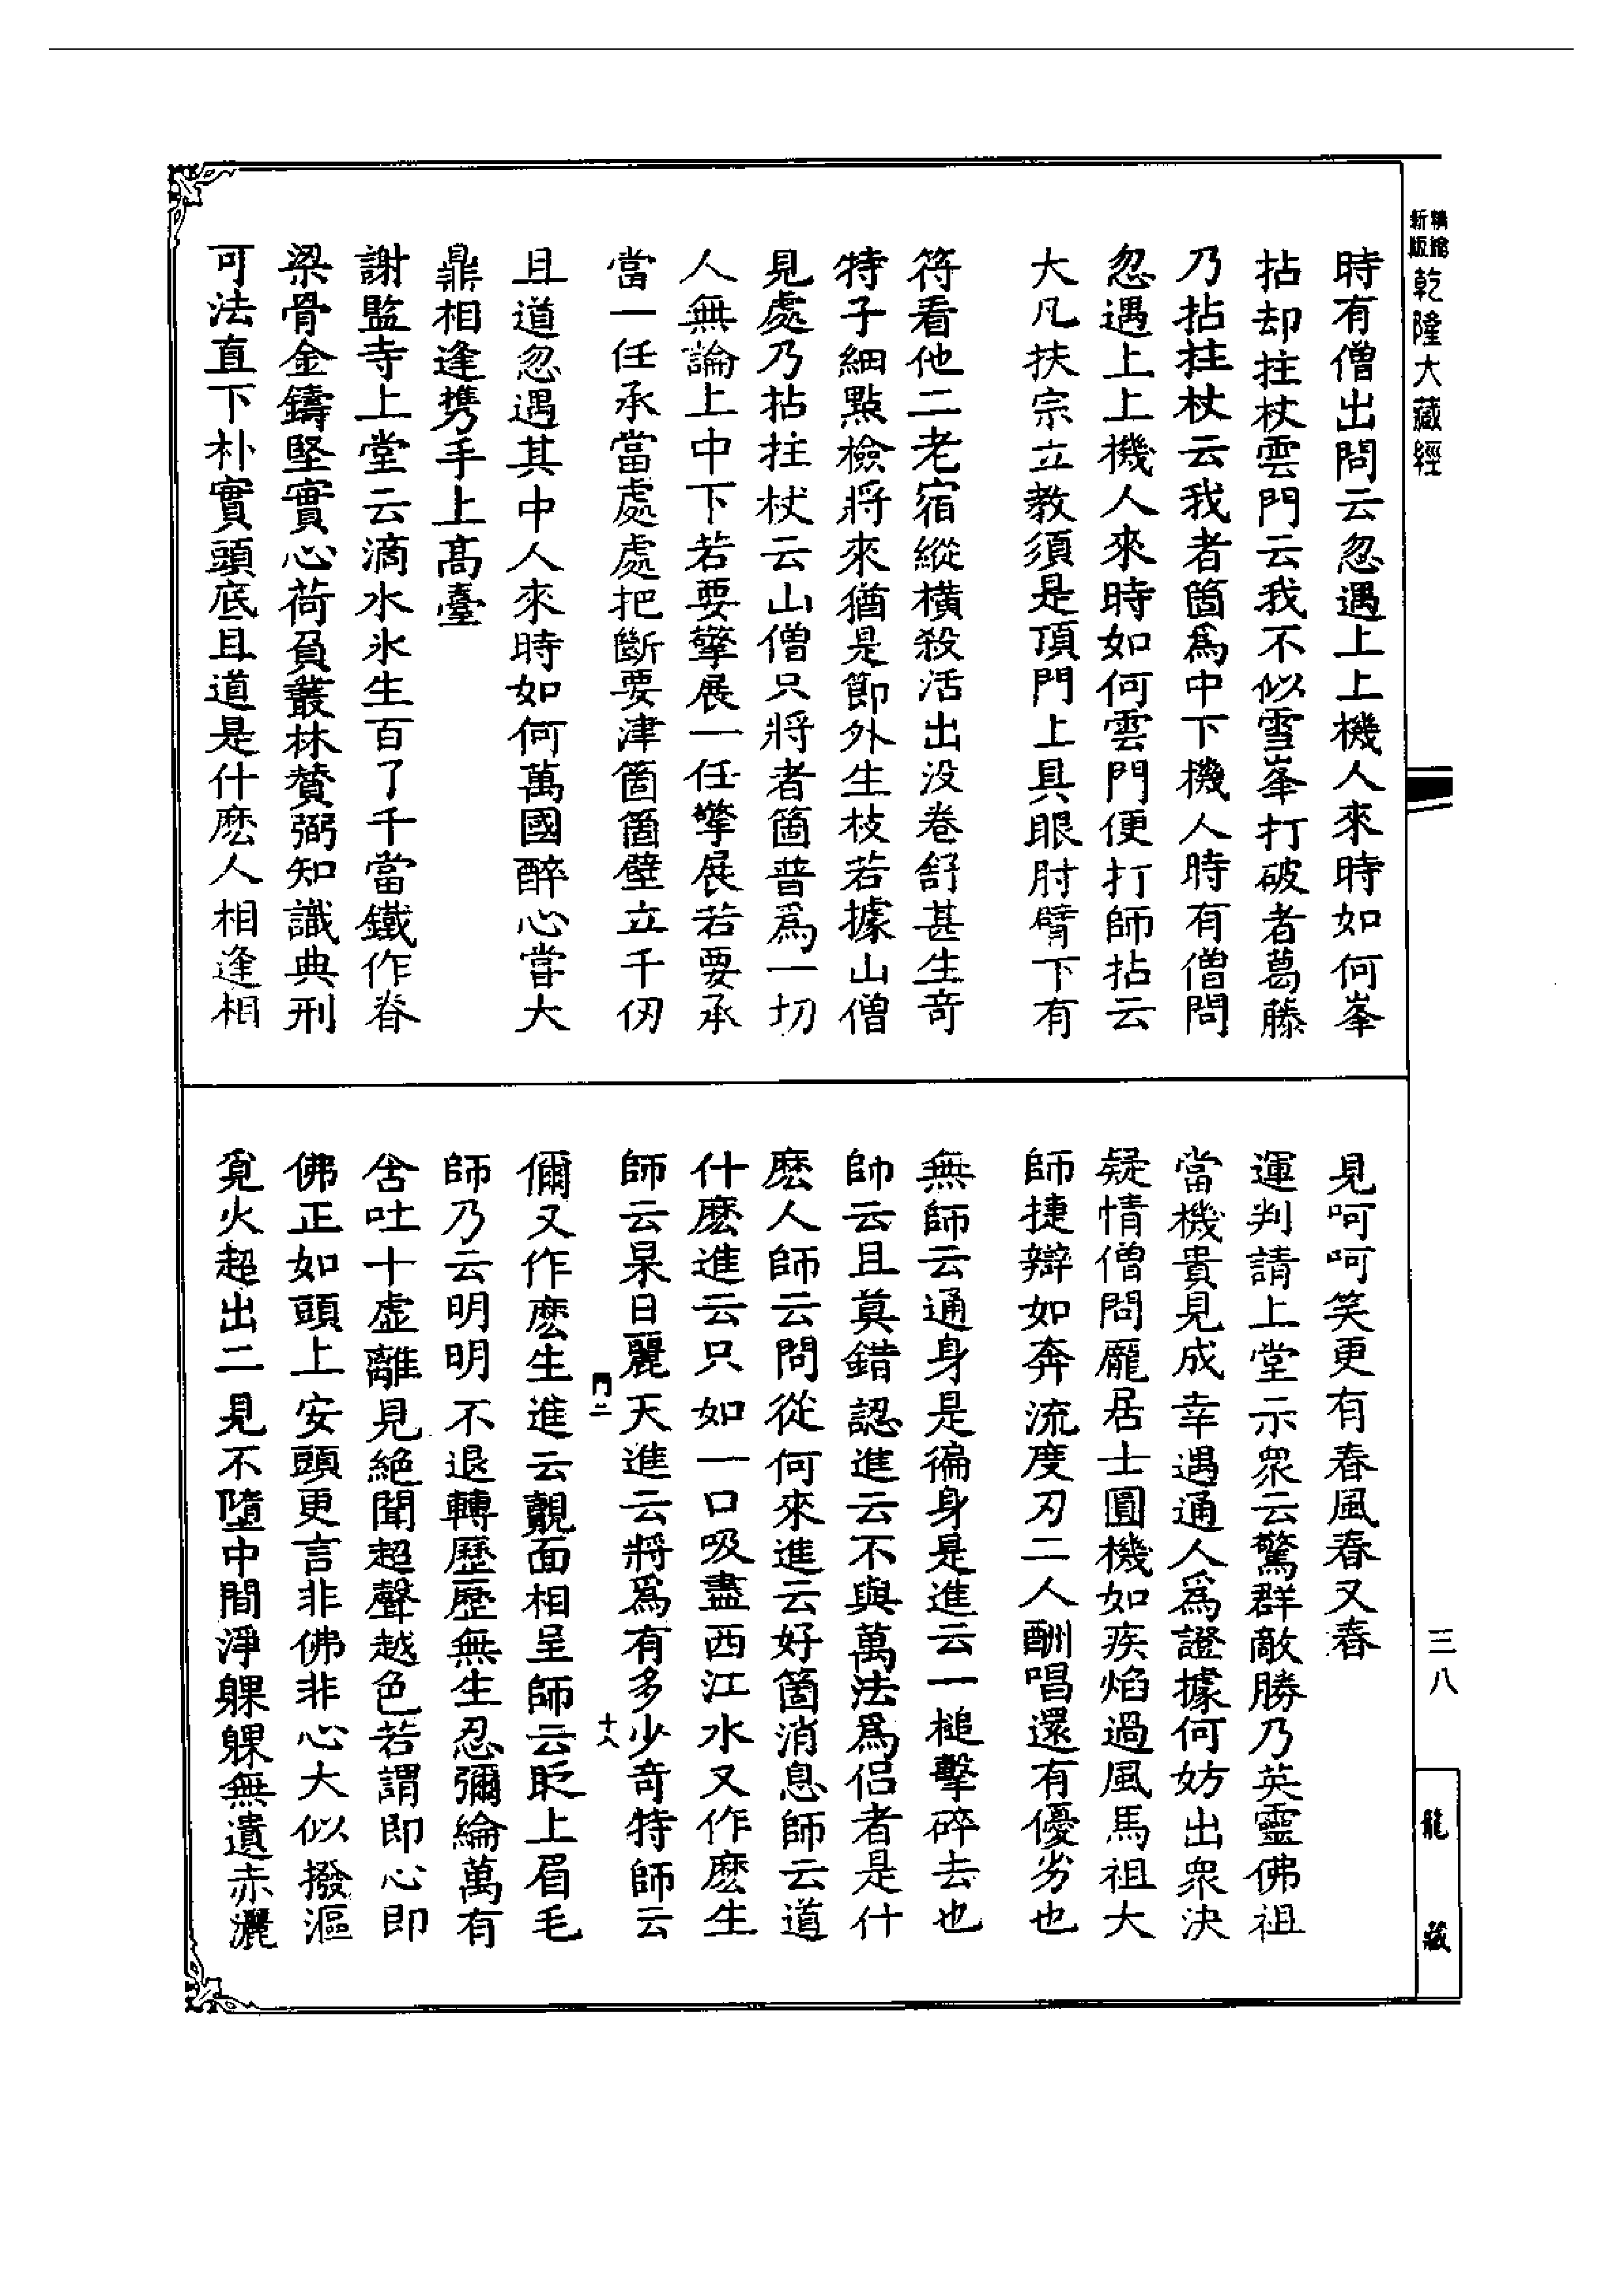 精縮新版 乾隆大藏經
時有僧出問云忽遇上上機人來時如何峯
拈却拄杖雲門云我不似雪峯打破者葛藤
乃拈拄杖云我者箇爲中下機人時有僧問
忽遇上上機人來時如何雲門便打師拈云
大凡扶宗立教須是頂門上具眼肘臂下有
符看他二老宿縱橫殺活出沒卷舒甚生奇
特子細點檢將來猶是節外生枝若據山僧
見處乃拈拄杖云山僧只將者箇普爲一切
人無論上中下若要擎展一任擎展若要承
當一任承當處處把斷要津箇箇壁立千仞
且道忽遇其中人來時如何萬國醉心嘗大
鼎相逢携手上高臺
謝監寺上堂云滴水氷生百了千當鐵作脊
梁骨金鑄堅實心荷負叢林贊弼知識典刑
可法直下朴實頭底且道是什麽人相逢相
見呵呵笑更有春風春又春
運判請上堂示衆云驚群敵勝乃英靈佛祖
當機貴見成幸遇通人爲證據何妨出衆決
疑情僧問龐居士圓機如疾焰過風馬祖大
師捷辯如奔流度刃二人酬唱還有優劣也
無師云通身是徧身是進云一槌擊碎去也
師云且莫錯認進云不與萬法爲侣者是什
麽人師云問從何來進云好箇消息師云道
什麽進云只如一口吸盡西江水又作麽生
師云杲日麗天進云將爲有多少奇特師云
門二 十八
儞又作麽生進云覿面相呈師云眨上眉毛
師乃云明明不退轉歷歷無生忍彌綸萬有
含吐十虛離見絶聞超聲越色若謂即心即
佛正如頭上安頭更言非佛非心大似撥漚
覓火超出二見不墮中間淨躶躶無遺赤灑
三八
龍藏